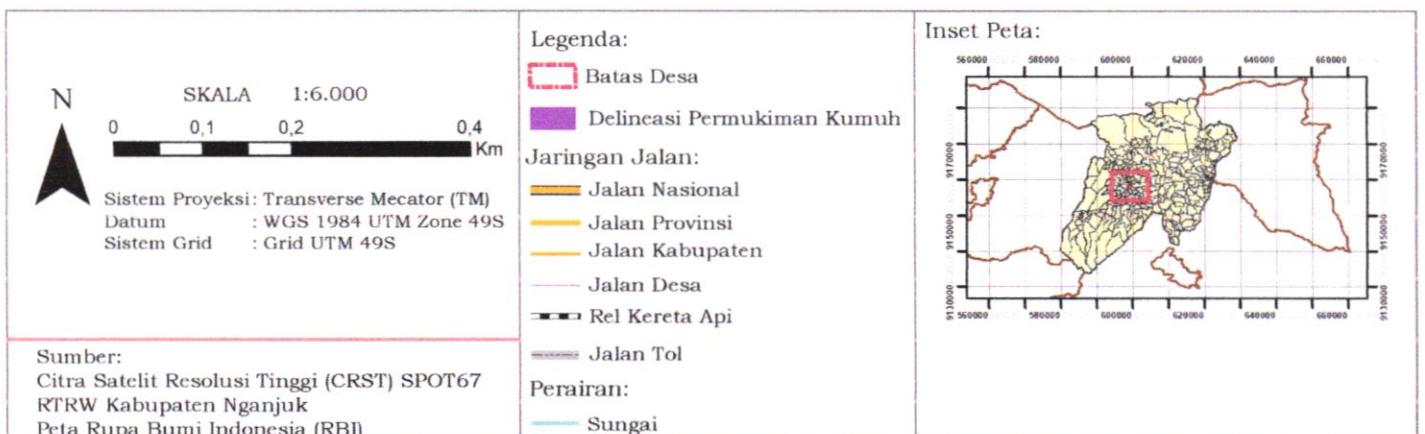 N
SKALA 1:6.000
0 0,1 0,2 0,4
Km
Sistem Proyeksi: Transverse Mecator (TM)
Datum : WGS 1984 UTM Zone 49S
Sistem Grid : Grid UTM 49S
Sumber:
Citra Satelit Resolusi Tinggi (CRST) SPOT67
RTRW Kabupaten Nganjuk
Peta Rupa Bumi Indonesia (RBI)
Legenda:
Batas Desa
Delineasi Permukiman Kumuh
Jaringan Jalan:
Jalan Nasional
Jalan Provinsi
Jalan Kabupaten
Jalan Desa
Rel Kereta Api
Jalan Tol
Perairan:
Sungai
Inset Peta:
560000 580000 600000 620000 640000 660000
9170000 9170000
9150000 9150000
9130000 9130000
560000 580000 600000 620000 640000 660000